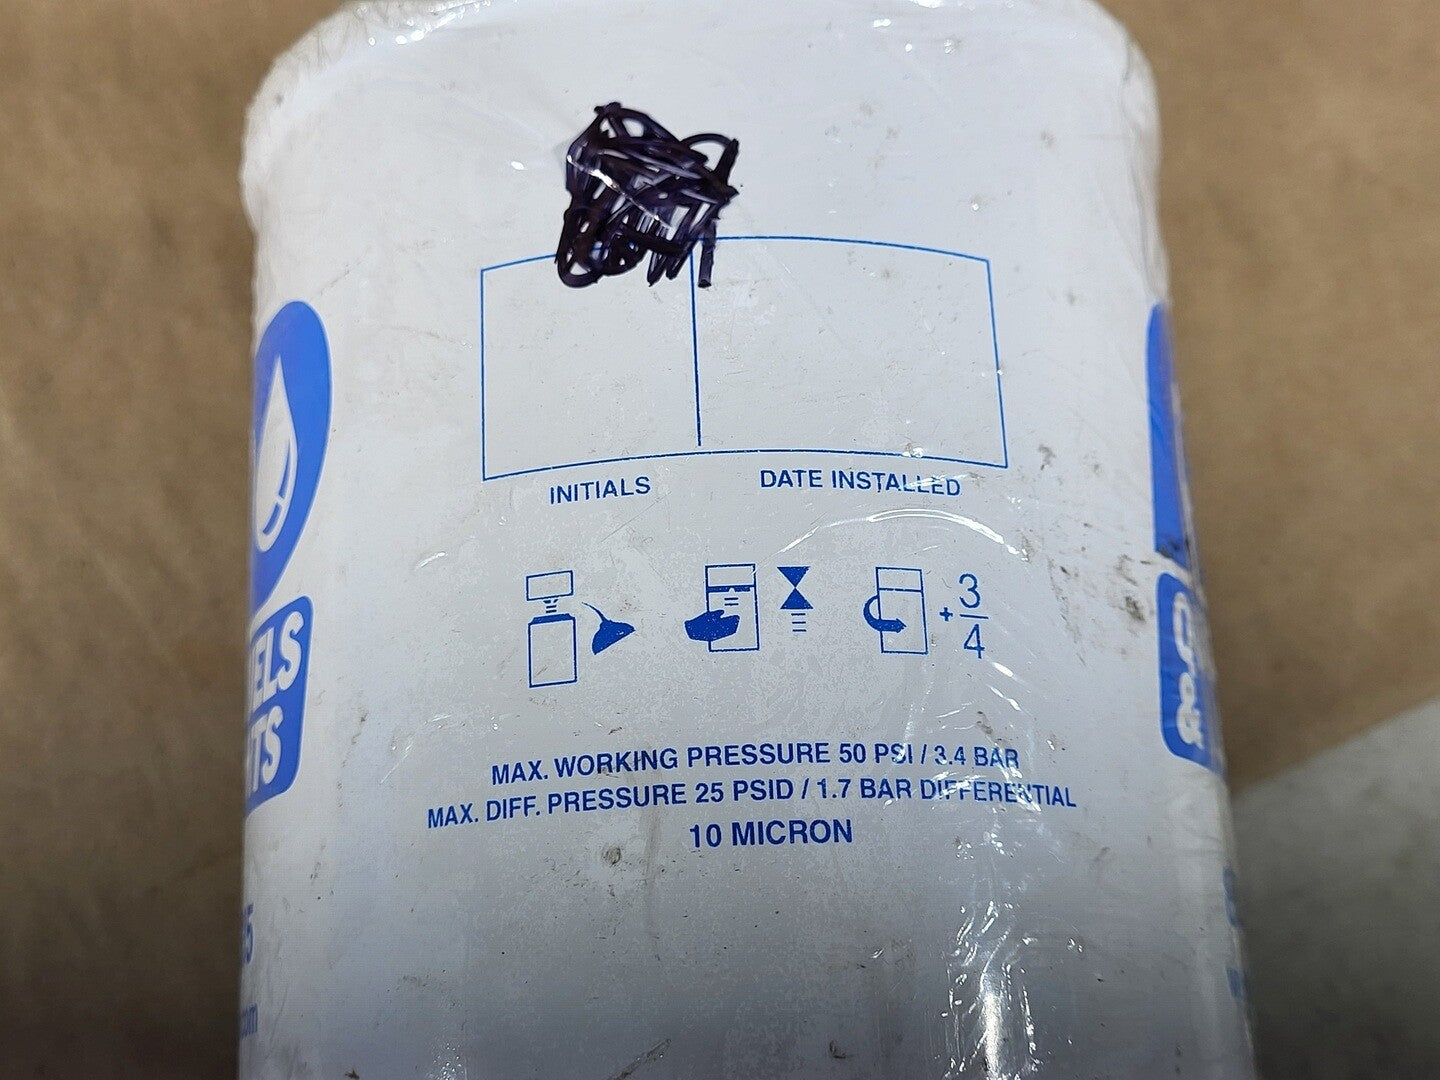 INITIALS
DATE INSTALLED
+ 3/4
MAX. WORKING PRESSURE 50 PSI / 3.4 BAR
MAX. DIFF. PRESSURE 25 PSID / 1.7 BAR DIFFERENTIAL
10 MICRON